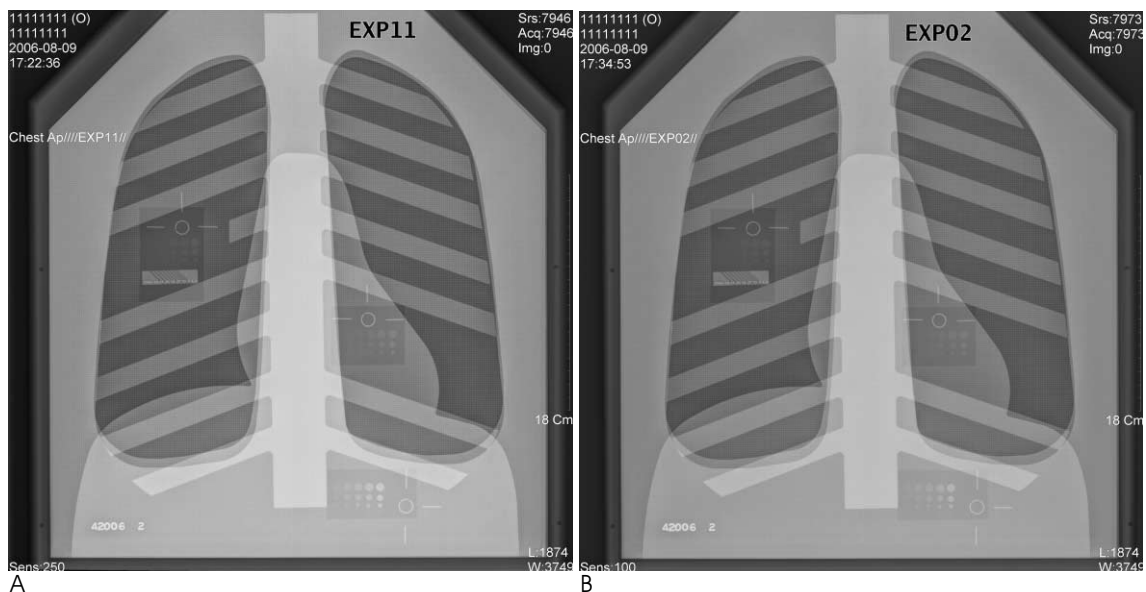 11111111 (O)
11111111
2006-08-09
17:22:36
EXP11
Srs:7946
Acq:7946
Img:0
Chest Ap////EXP11//
18 Cm
42006 2
Sens:250
L:1874
W:3749
A
11111111 (O)
11111111
2006-08-09
17:34:53
EXP02
Srs:7973
Acq:7973
Img:0
Chest Ap////EXP02//
18 Cm
42006 2
Sens:100
L:1874
W:3749
B